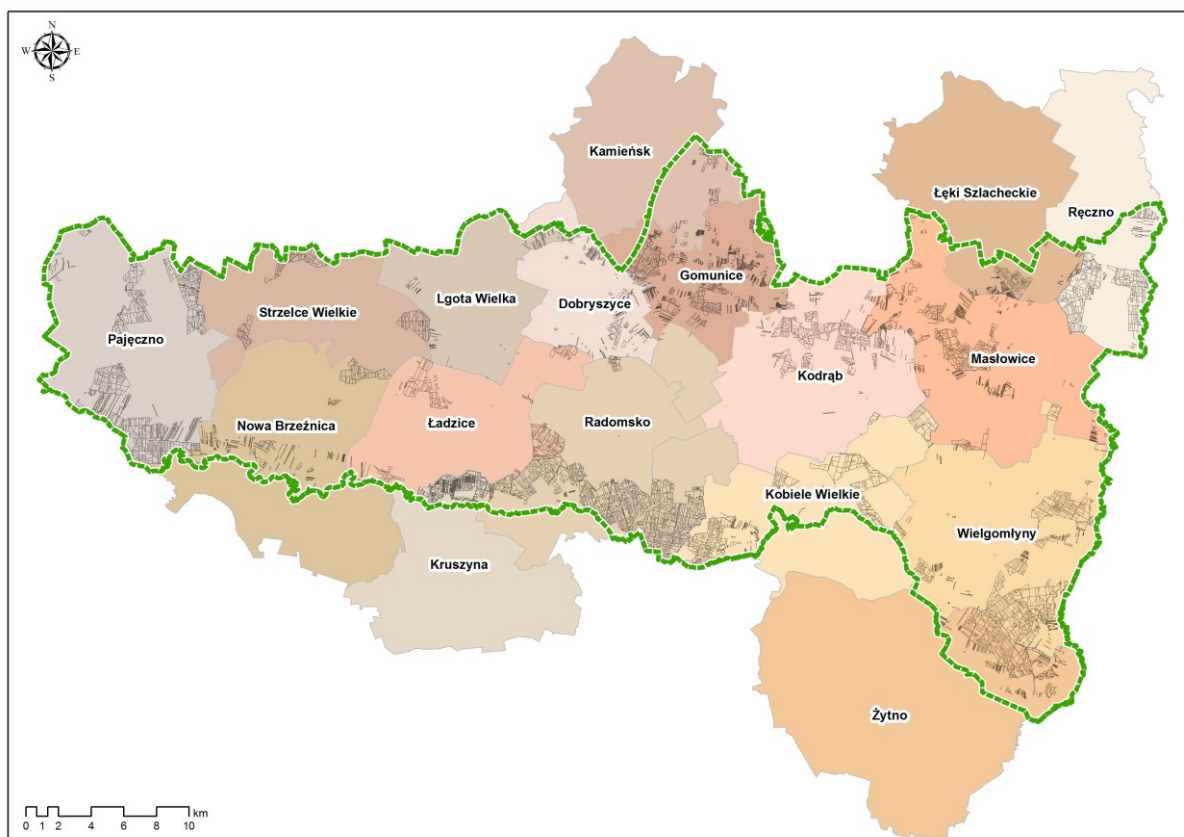 N
W E
S
Kamieńsk
Łęki Szlacheckie
Ręczno
Gomunice
Lgota Wielka
Dobryszyce
Strzelce Wielkie
Pajęczno
Masłowice
Kodrąb
Nowa Brzeźnica
Ładzice
Radomsko
Kobiele Wielkie
Wielgomłyny
Kruszyna
Żytno
km
0 1 2 4 6 8 10